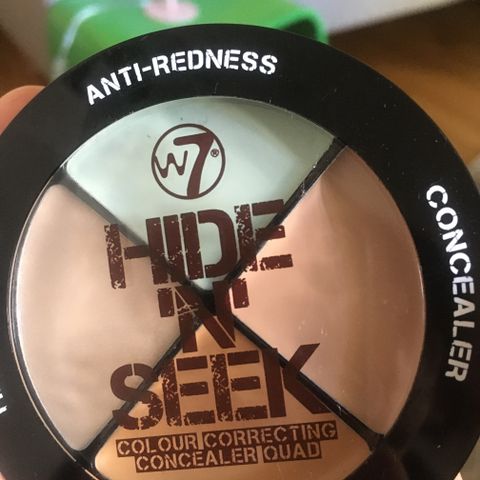 ANTI-REDNESS
W7®
HIDE
N'
SEEK
COLOUR CORRECTING
CONCEALER QUAD
CONCEALER